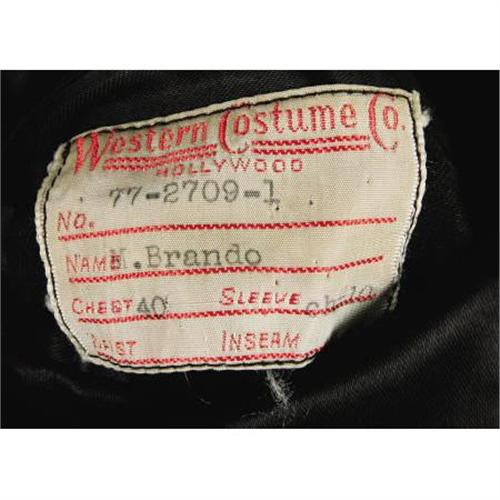 Western Costume Co.
HOLLYWOOD
No. 77-2709-1
NAME M. Brando
CHEST 40 SLEEVE
WAIST INSEAM